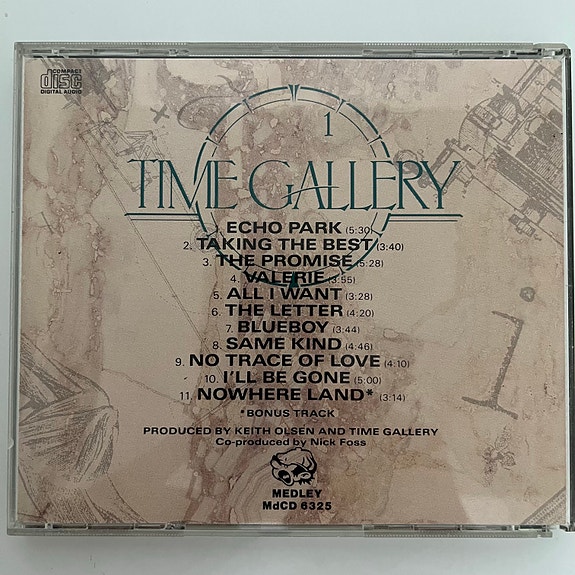 COMPACT
disc
DIGITAL AUDIO
1
TIME GALLERY
1. ECHO PARK (5:30)
2. TAKING THE BEST (3:40)
3. THE PROMISE (5:28)
4. VALERIE (3:55)
5. ALL I WANT (3:28)
6. THE LETTER (4:20)
7. BLUEBOY (3:44)
8. SAME KIND (4:46)
9. NO TRACE OF LOVE (4:10)
10. I'LL BE GONE (5:00)
11. NOWHERE LAND* (3:14)
*BONUS TRACK
PRODUCED BY KEITH OLSEN AND TIME GALLERY
Co-produced by Nick Foss
MEDLEY
MdCD 6325